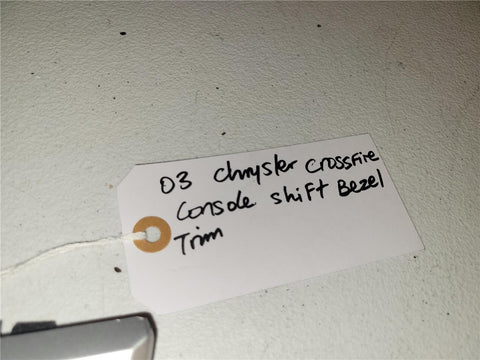 03 Chrysler Crossfire
Console shift Bezel
Trim